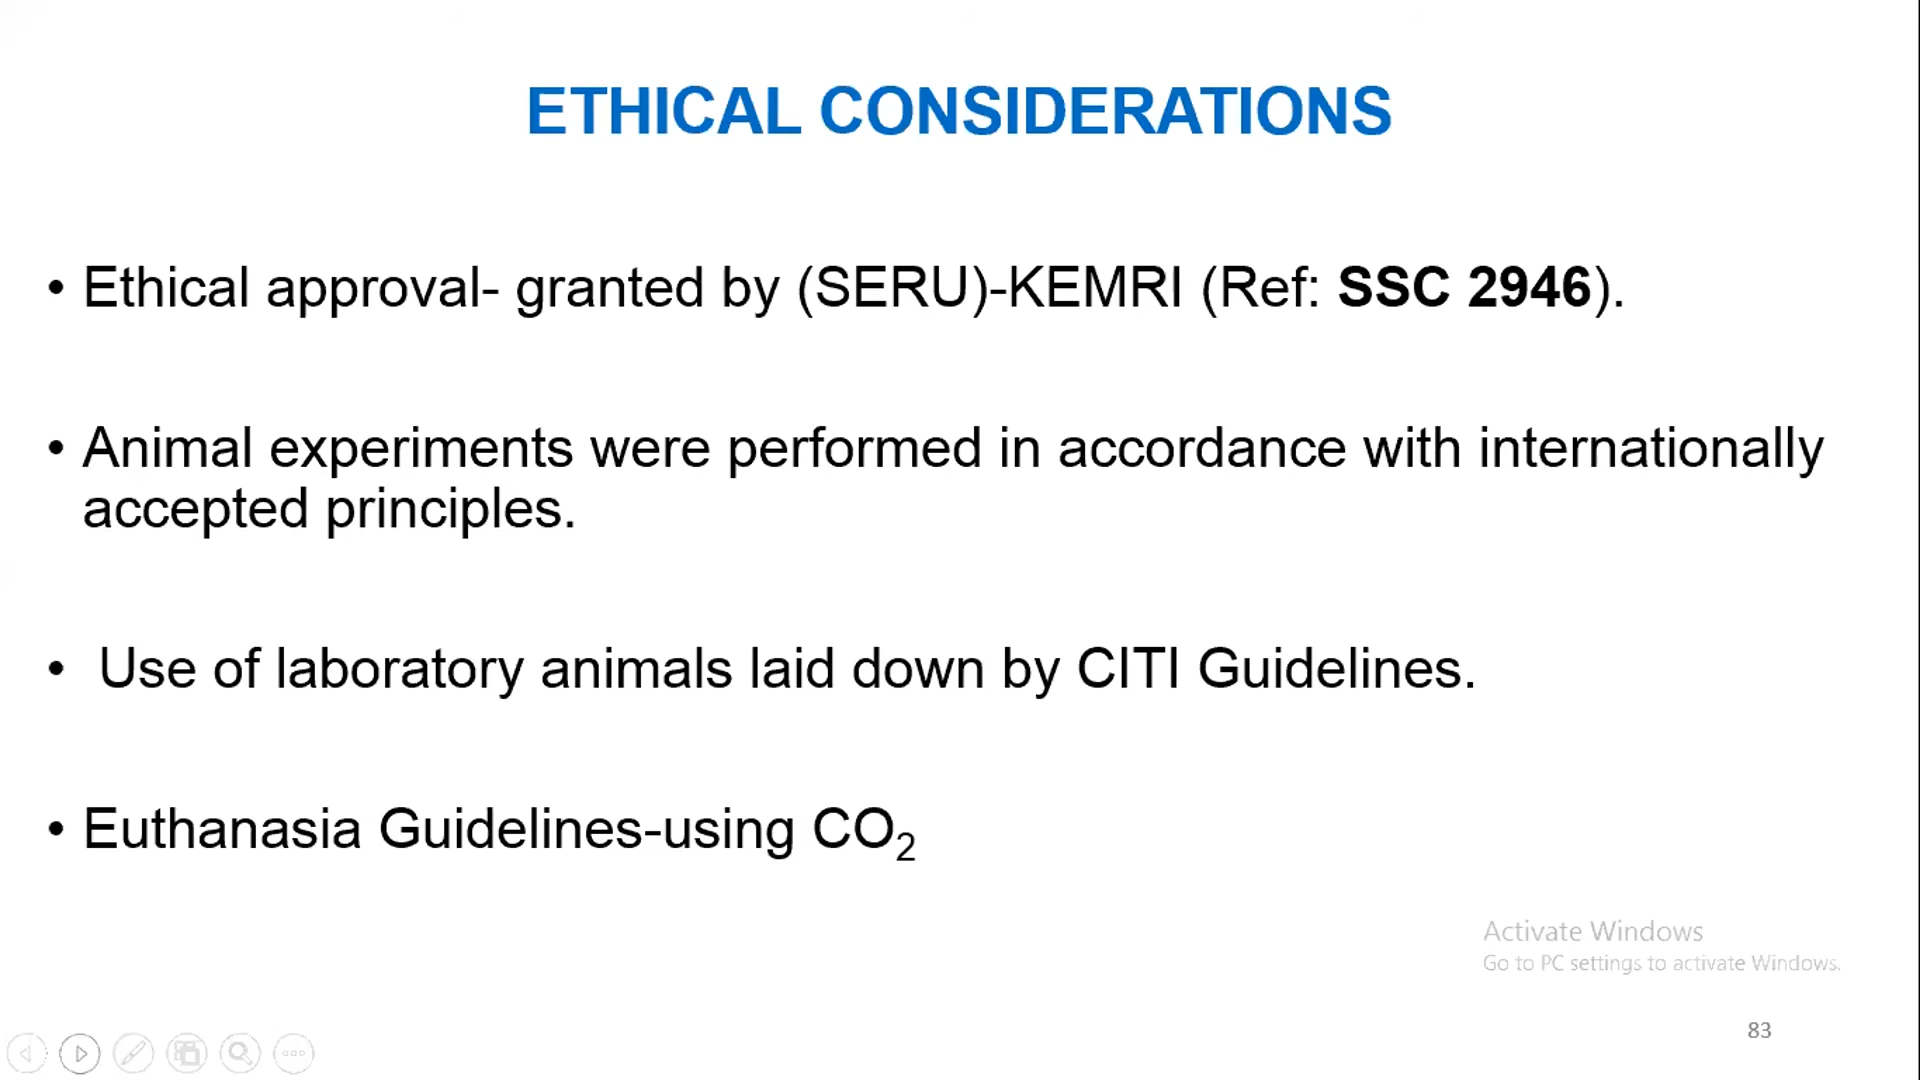 ETHICAL CONSIDERATIONS
• Ethical approval- granted by (SERU)-KEMRI (Ref: SSC 2946).
• Animal experiments were performed in accordance with internationally
accepted principles.
• Use of laboratory animals laid down by CITI Guidelines.
• Euthanasia Guidelines-using CO₂
Activate Windows
Go to PC settings to activate Windows.
83